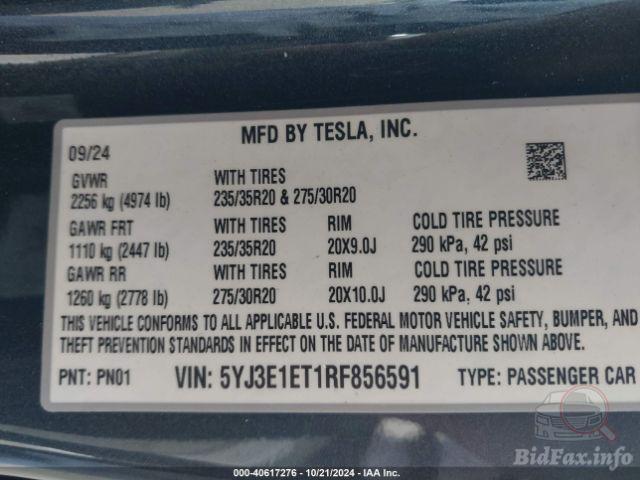 MFD BY TESLA, INC.
09/24
GVWR WITH TIRES
2256 kg (4974 lb) 235/35R20 & 275/30R20
GAWR FRT WITH TIRES RIM COLD TIRE PRESSURE
1110 kg (2447 lb) 235/35R20 20X9.0J 290 kPa, 42 psi
GAWR RR WITH TIRES RIM COLD TIRE PRESSURE
1260 kg (2778 lb) 275/30R20 20X10.0J 290 kPa, 42 psi
THIS VEHICLE CONFORMS TO ALL APPLICABLE U.S. FEDERAL MOTOR VEHICLE SAFETY, BUMPER, AND
THEFT PREVENTION STANDARDS IN EFFECT ON THE DATE OF MANUFACTURE SHOWN ABOVE.
PNT: PN01 VIN: 5YJ3E1ET1RF856591 TYPE: PASSENGER CAR
BidFax.info
000-40617276 - 10/21/2024 - IAA Inc.